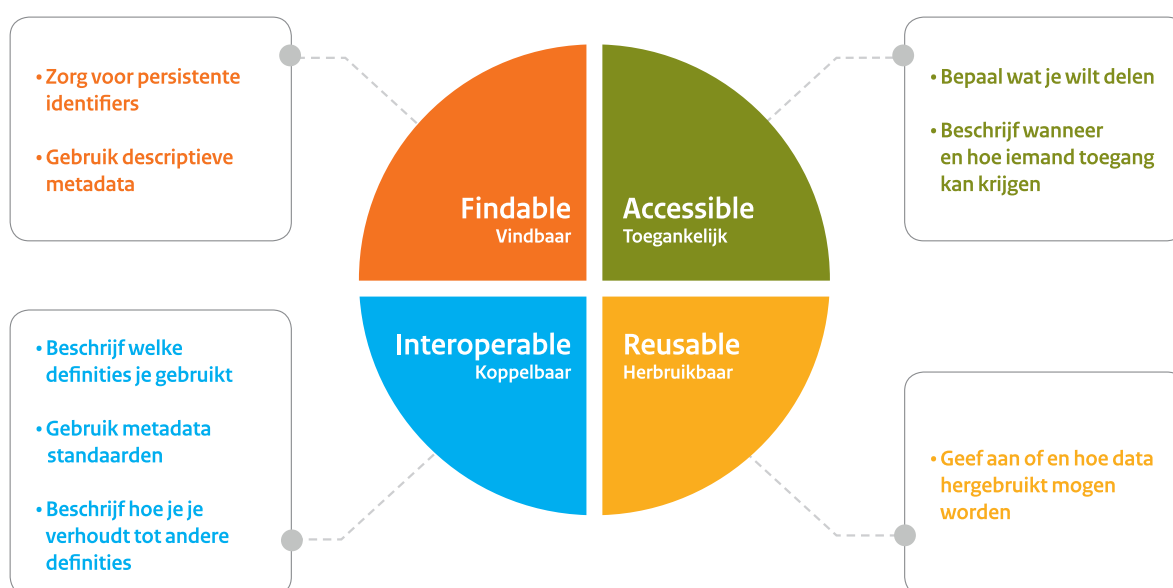 • Zorg voor persistente
identifiers
• Gebruik descriptieve
metadata
Findable
Vindbaar
Accessible
Toegankelijk
• Bepaal wat je wilt delen
• Beschrijf wanneer
en hoe iemand toegang
kan krijgen
• Beschrijf welke
definities je gebruikt
• Gebruik metadata
standaarden
• Beschrijf hoe je je
verhoudt tot andere
definities
Interoperable
Koppelbaar
Reusable
Herbruikbaar
• Geef aan of en hoe data
hergebruikt mogen
worden